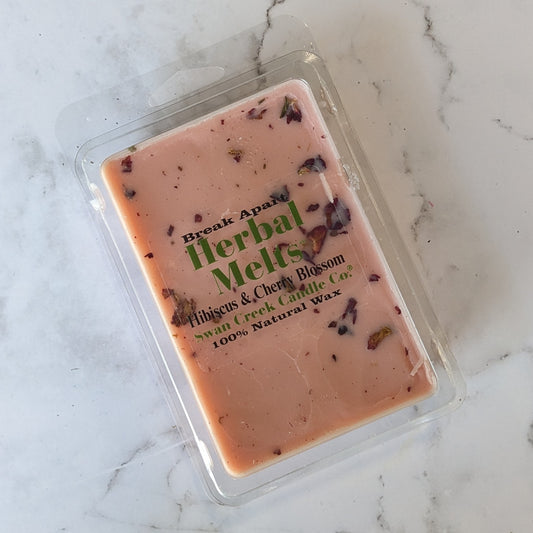 Break Apart
Herbal
Melts
Hibiscus & Cherry Blossom
Swan Creek Candle Co.®
100% Natural Wax